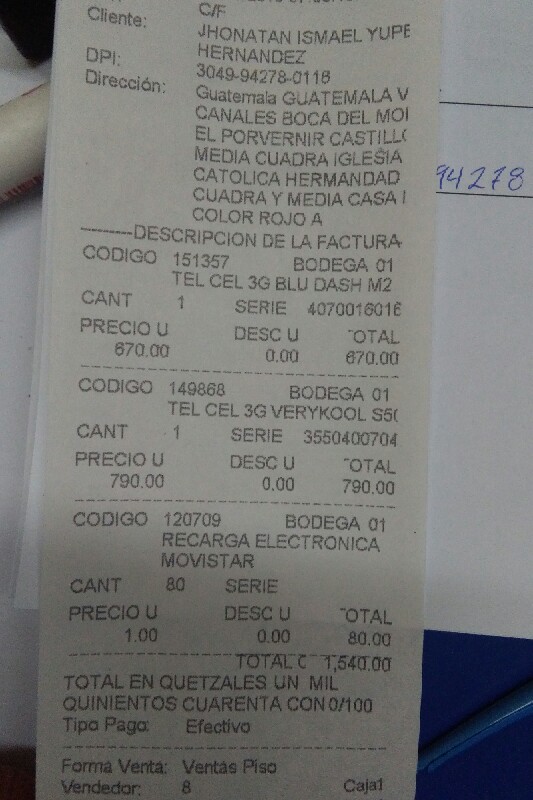 Cliente: C/F
JHONATAN ISMAEL YUPE
HERNANDEZ
DPI: 3049-94278-0116
Dirección: Guatemala GUATEMALA V
CANALES BOCA DEL MO
EL PORVERNIR CASTILL
MEDIA CUADRA IGLESIA
CATOLICA HERMANDAD
CUADRA Y MEDIA CASA
COLOR ROJO A
94278
----------DESCRIPCION DE LA FACTURA
CODIGO 151357 BODEGA 01
TEL CEL 3G BLU DASH M2
CANT 1 SERIE 4070016016
PRECIO U DESC U TOTAL
670.00 0.00 670.00
CODIGO 149868 BODEGA 01
TEL CEL 3G VERYKOOL S50
CANT 1 SERIE 3550400704
PRECIO U DESC U TOTAL
790.00 0.00 790.00
CODIGO 120709 BODEGA 01
RECARGA ELECTRONICA
MOVISTAR
CANT 80 SERIE
PRECIO U DESC U TOTAL
1.00 0.00 80.00
TOTAL Q 1,540.00
TOTAL EN QUETZALES UN MIL
QUINIENTOS CUARENTA CON 0/100
Tipo Pago: Efectivo
Forma Venta: Ventas Piso
Vendedor: 8 Caja1